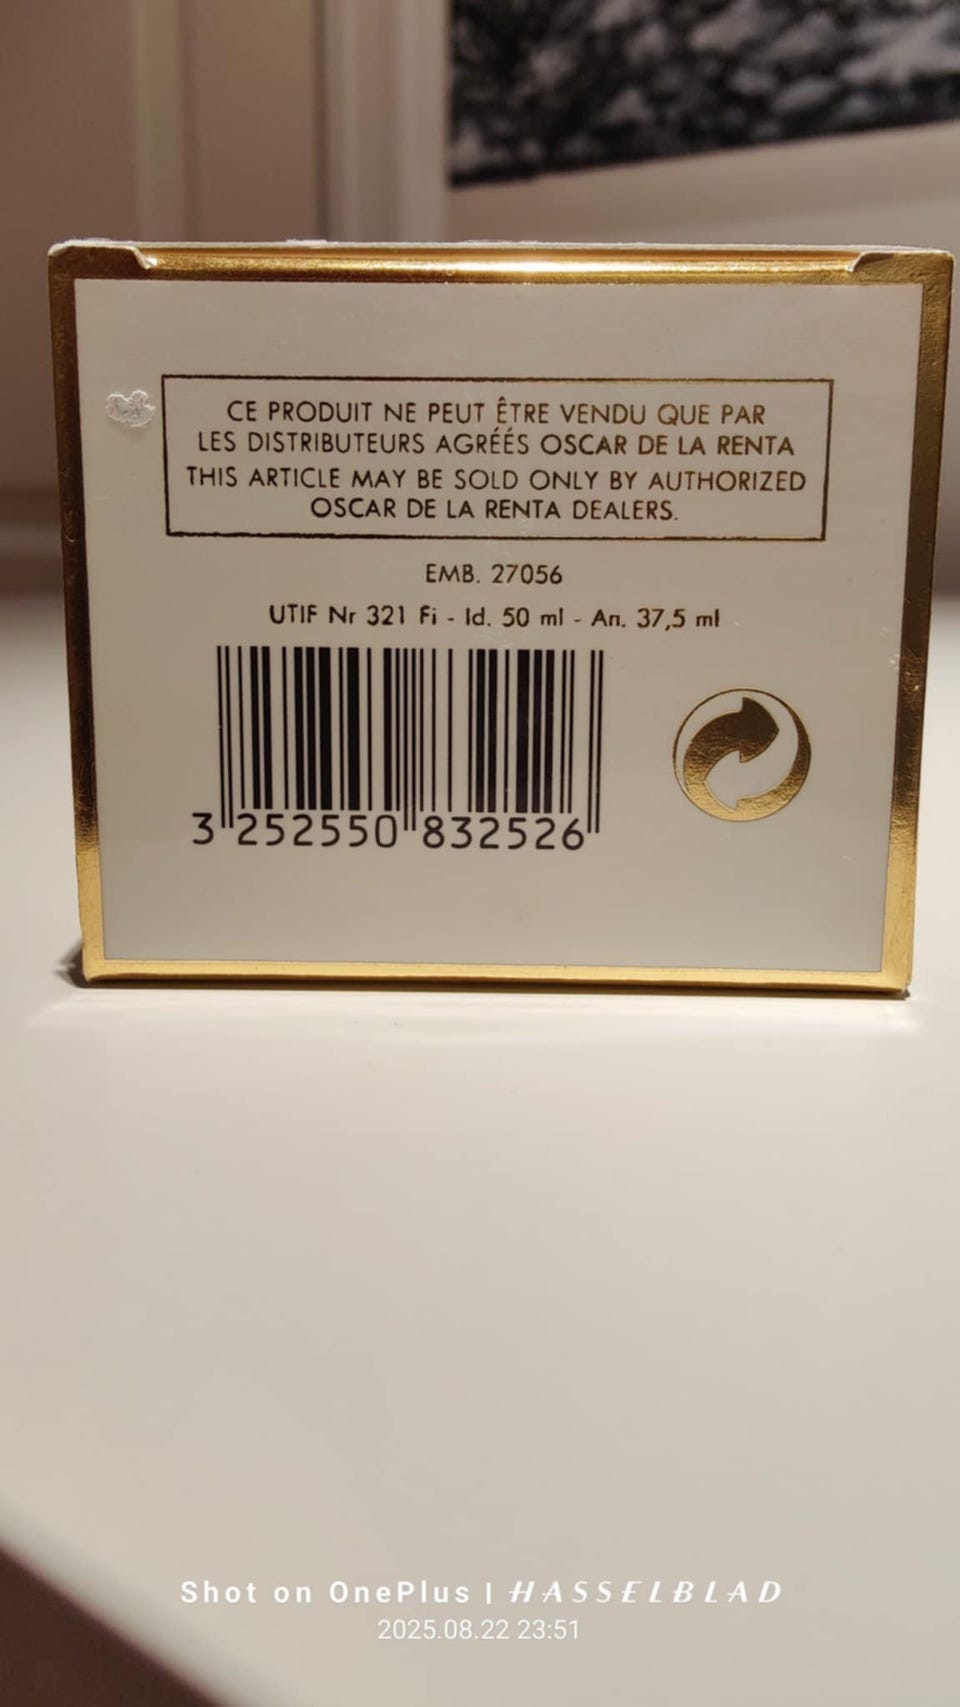 CE PRODUIT NE PEUT ÊTRE VENDU QUE PAR
LES DISTRIBUTEURS AGRÉÉS OSCAR DE LA RENTA
THIS ARTICLE MAY BE SOLD ONLY BY AUTHORIZED
OSCAR DE LA RENTA DEALERS.
EMB. 27056
UTIF Nr 321 Fi - Id. 50 ml - An. 37,5 ml
3 252550 832526
Shot on OnePlus | HASSELBLAD
2025.08.22 23:51